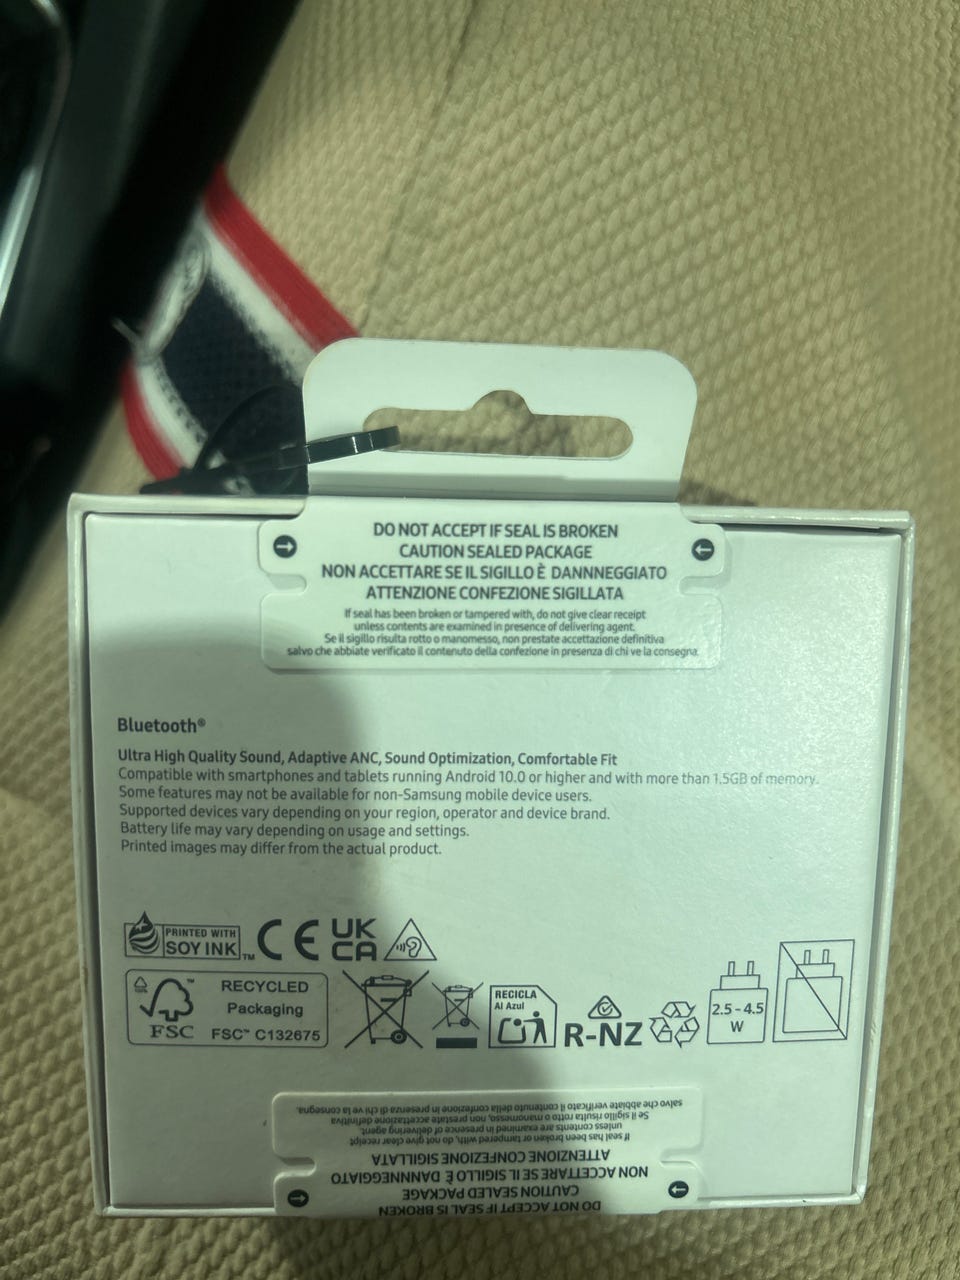 DO NOT ACCEPT IF SEAL IS BROKEN
CAUTION SEALED PACKAGE
NON ACCETTARE SE IL SIGILLO È DANNNEGGIATO
ATTENZIONE CONFEZIONE SIGILLATA
If seal has been broken or tampered with, do not give clear receipt
unless contents are examined in presence of delivering agent.
Se il sigillo risulta rotto o manomesso, non prestate accettazione definitiva
salvo che abbiate verificato il contenuto della confezione in presenza di chi ve la consegna.
Bluetooth®
Ultra High Quality Sound, Adaptive ANC, Sound Optimization, Comfortable Fit
Compatible with smartphones and tablets running Android 10.0 or higher and with more than 1.5GB of memory.
Some features may not be available for non-Samsung mobile device users.
Supported devices vary depending on your region, operator and device brand.
Battery life may vary depending on usage and settings.
Printed images may differ from the actual product.
PRINTED WITH
SOY INK™
CE
UK
CA
RECYCLED
Packaging
FSC™ C132675
FSC™
RECICLA
Al Azul
R-NZ
2.5 - 4.5
W
DO NOT ACCEPT IF SEAL IS BROKEN
CAUTION SEALED PACKAGE
NON ACCETTARE SE IL SIGILLO È DANNNEGGIATO
ATTENZIONE CONFEZIONE SIGILLATA
If seal has been broken or tampered with, do not give clear receipt
unless contents are examined in presence of delivering agent.
Se il sigillo risulta rotto o manomesso, non prestate accettazione definitiva
salvo che abbiate verificato il contenuto della confezione in presenza di chi ve la consegna.